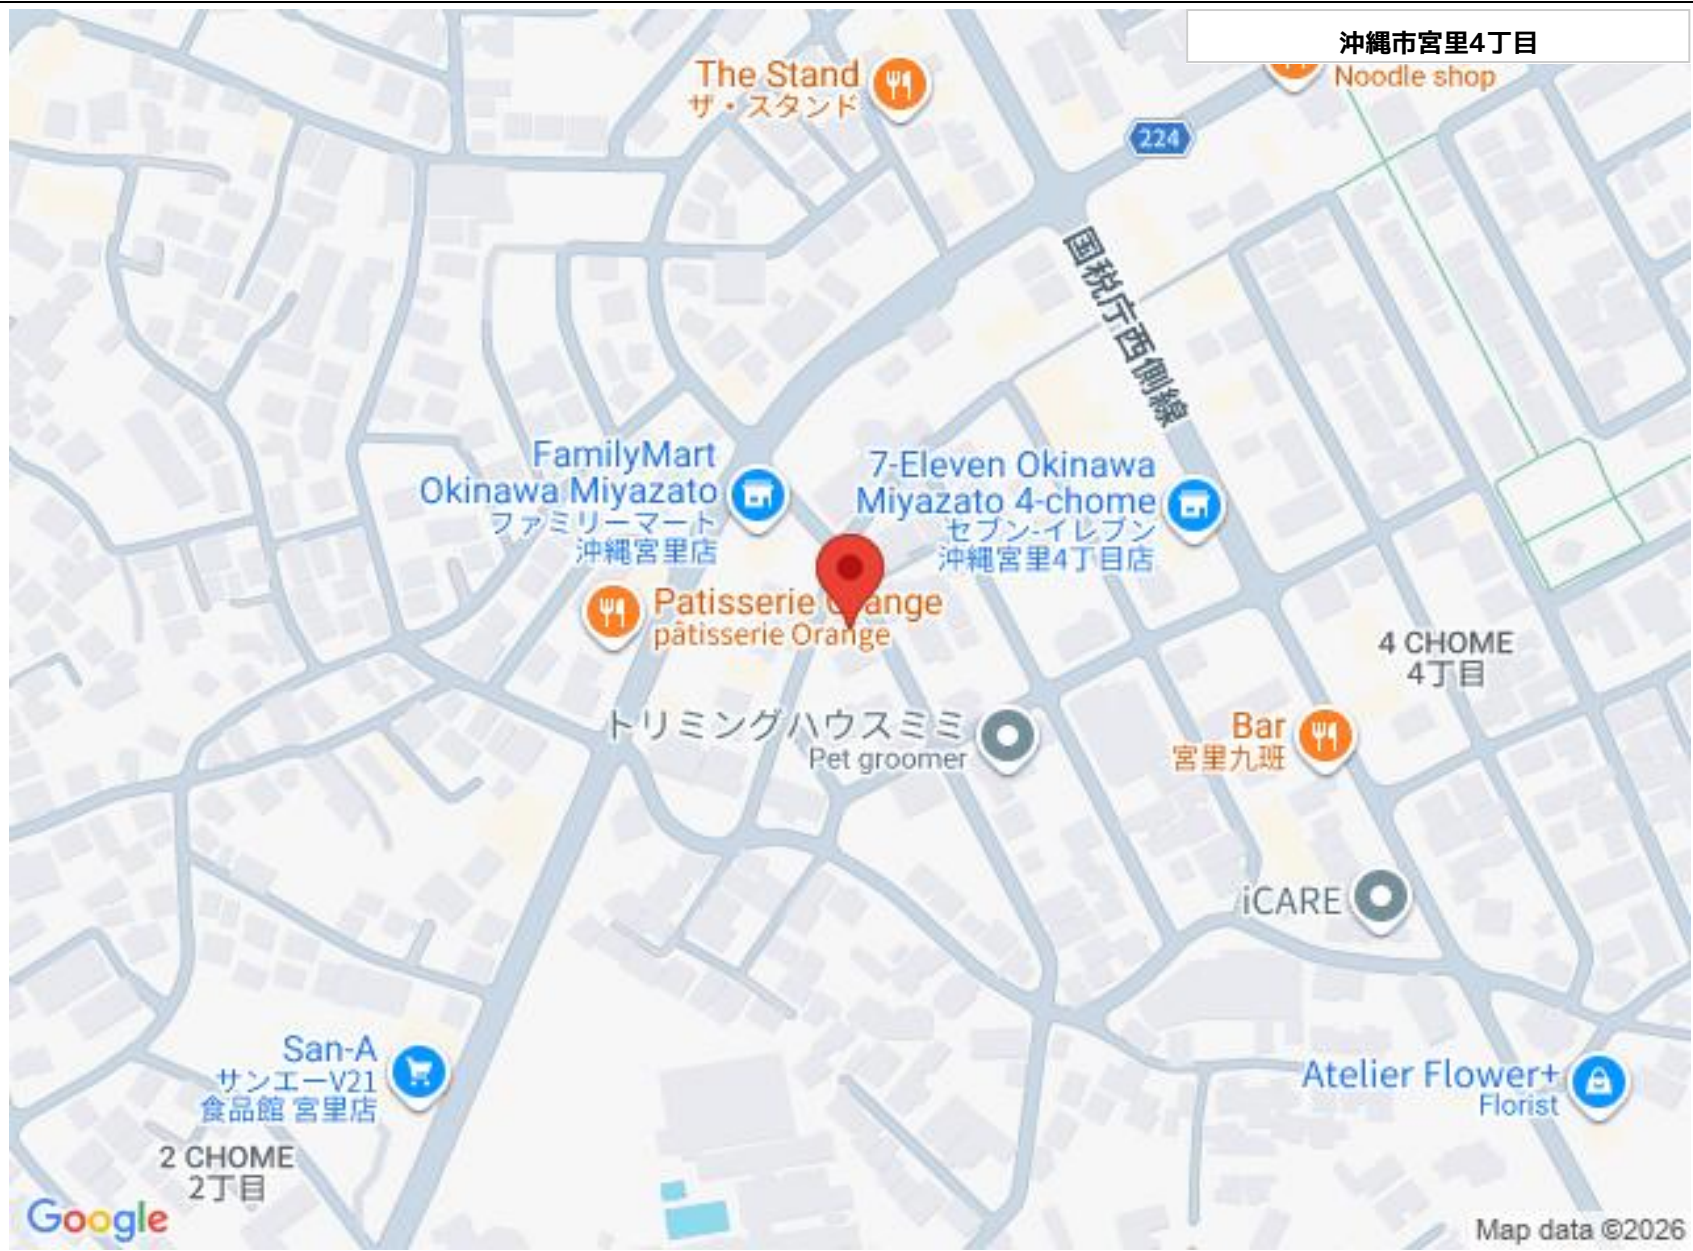 沖縄市宮里4丁目
The Stand
ザ・スタンド
Noodle shop
224
国税庁西側線
FamilyMart
Okinawa Miyazato
ファミリーマート
沖縄宮里店
7-Eleven Okinawa
Miyazato 4-chome
セブン-イレブン
沖縄宮里4丁目店
Patisserie Orange
pâtisserie Orange
4 CHOME
4丁目
トリミングハウスミミ
Pet groomer
Bar
宮里九班
iCARE
San-A
サンエーV21
食品館 宮里店
Atelier Flower+
Florist
2 CHOME
2丁目
Google
Map data ©2026